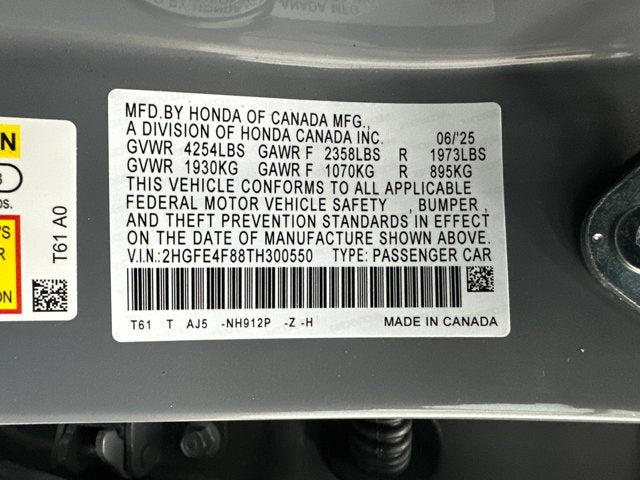 CANADA MFG
MFD.BY HONDA OF CANADA MFG.,
A DIVISION OF HONDA CANADA INC. 06/'25
GVWR 4254LBS GAWR F 2358LBS R 1973LBS
GVWR 1930KG GAWR F 1070KG R 895KG
THIS VEHICLE CONFORMS TO ALL APPLICABLE
FEDERAL MOTOR VEHICLE SAFETY , BUMPER ,
AND THEFT PREVENTION STANDARDS IN EFFECT
ON THE DATE OF MANUFACTURE SHOWN ABOVE.
V.I.N.:2HGFE4F88TH300550 TYPE: PASSENGER CAR
T61 T AJ5 -NH912P -Z -H MADE IN CANADA
T61 A0